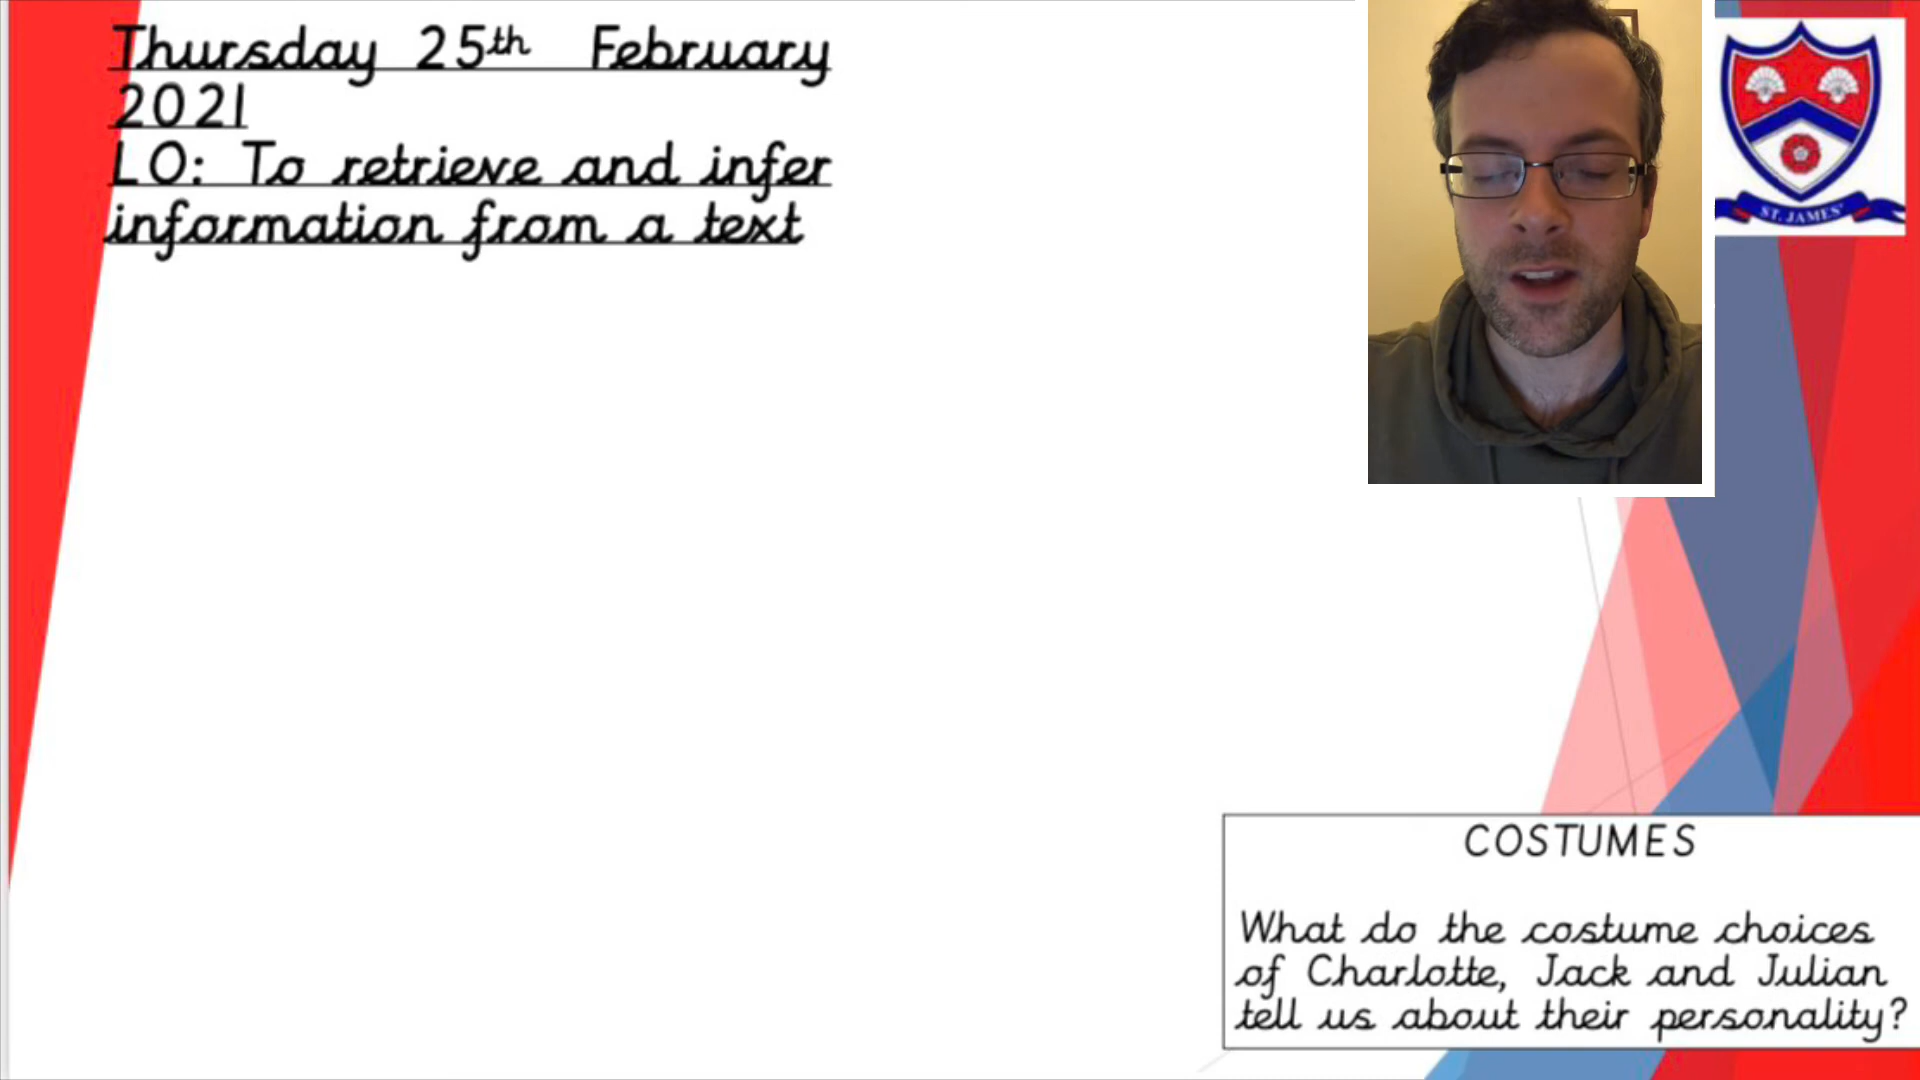 Thursday 25th February
2021
LO: To retrieve and infer
information from a text
ST. JAMES'
COSTUMES
What do the costume choices
of Charlotte, Jack and Julian
tell us about their personality?